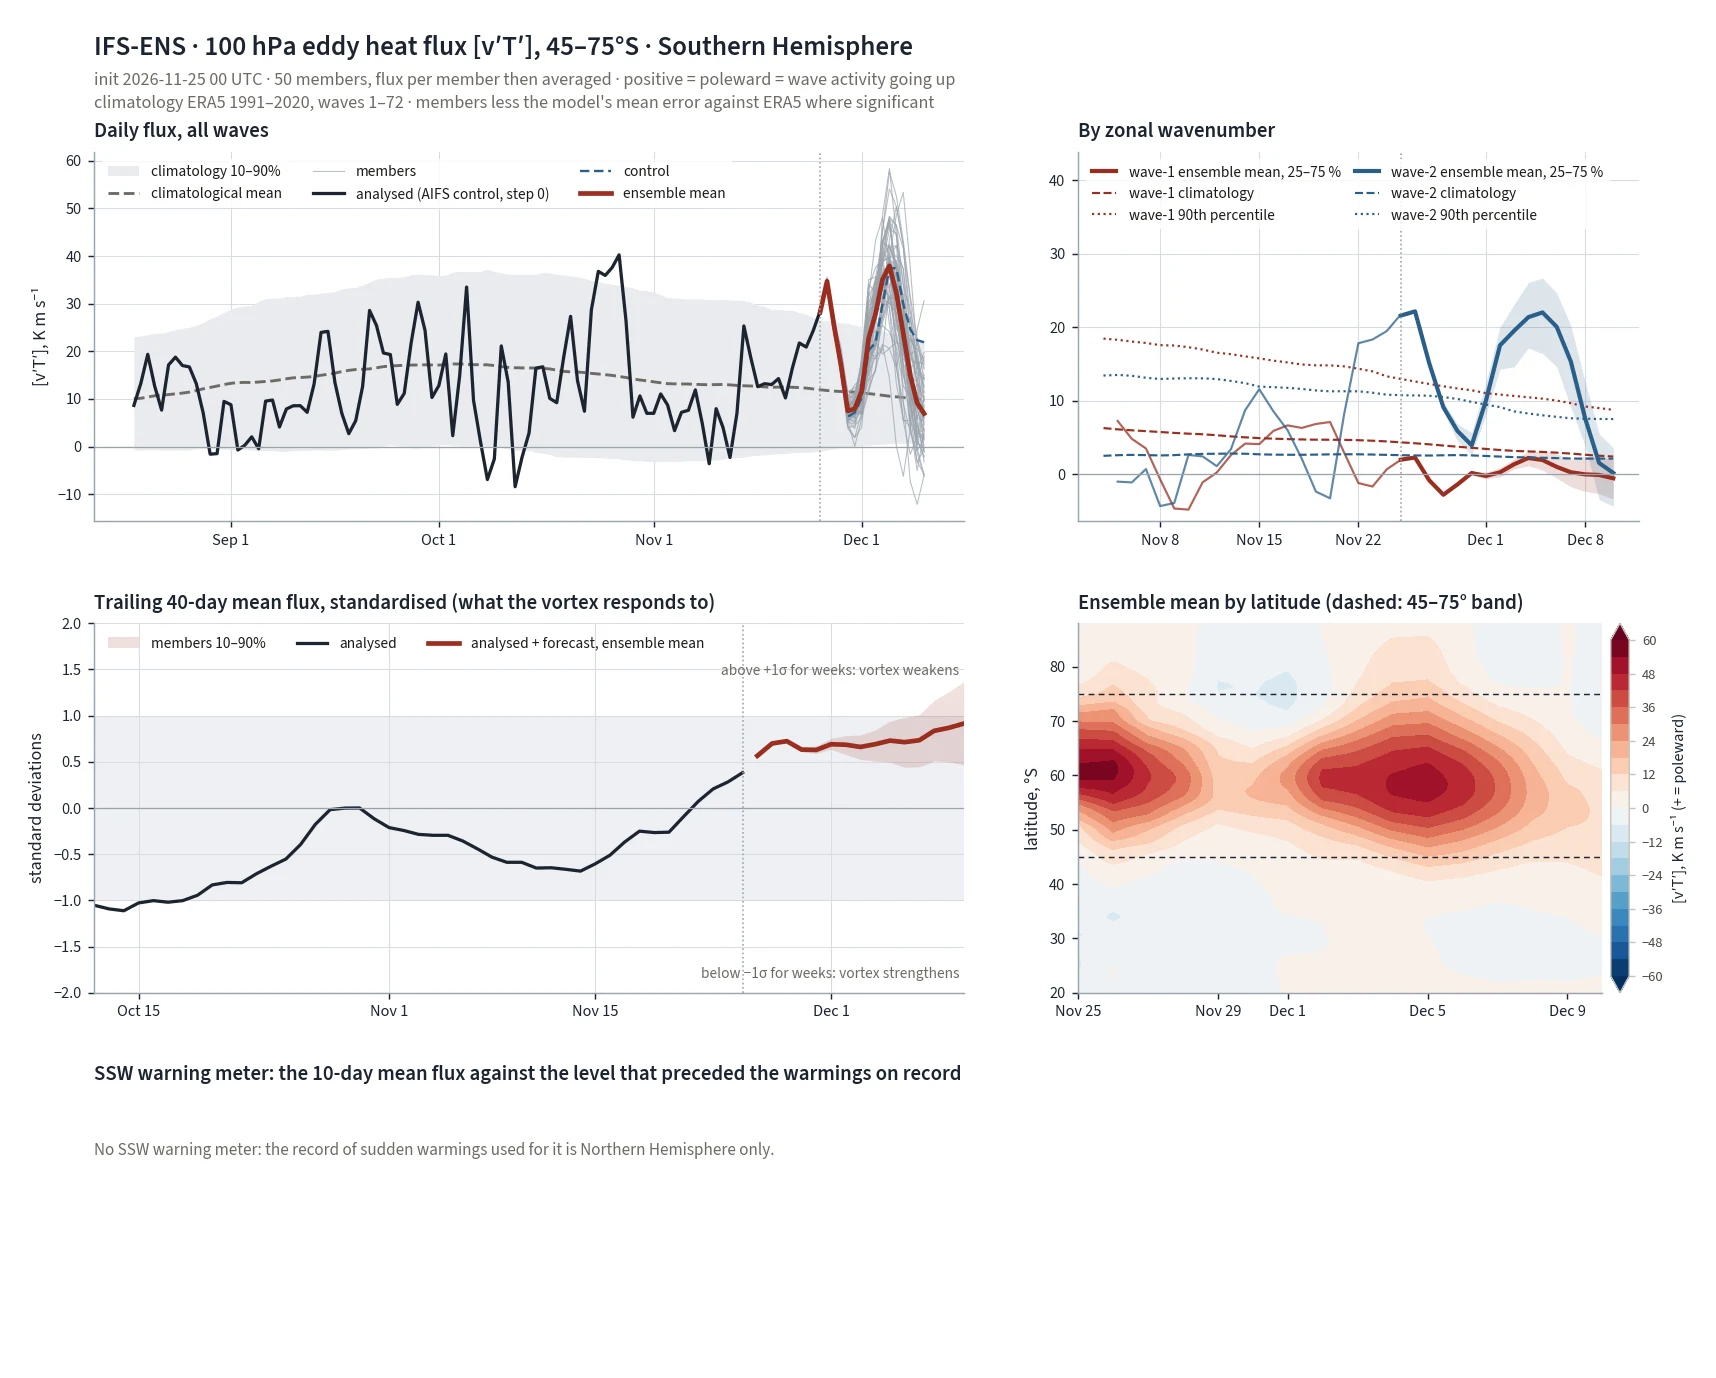 IFS-ENS · 100 hPa eddy heat flux [v′T′], 45–75°S · Southern Hemisphere
init 2026-11-25 00 UTC · 50 members, flux per member then averaged · positive = poleward = wave activity going up
climatology ERA5 1991–2020, waves 1–72 · members less the model's mean error against ERA5 where significant
Daily flux, all waves
climatology 10–90%
members
control
climatological mean
analysed (AIFS control, step 0)
ensemble mean
60
50
40
30
20
10
0
−10
[v′T′], K m s⁻¹
Sep 1
Oct 1
Nov 1
Dec 1
By zonal wavenumber
wave-1 ensemble mean, 25–75 %
wave-2 ensemble mean, 25–75 %
wave-1 climatology
wave-2 climatology
wave-1 90th percentile
wave-2 90th percentile
40
30
20
10
0
Nov 8
Nov 15
Nov 22
Dec 1
Dec 8
Trailing 40-day mean flux, standardised (what the vortex responds to)
members 10–90%
analysed
analysed + forecast, ensemble mean
above +1σ for weeks: vortex weakens
below −1σ for weeks: vortex strengthens
2.0
1.5
1.0
0.5
0.0
−0.5
−1.0
−1.5
−2.0
standard deviations
Oct 15
Nov 1
Nov 15
Dec 1
Ensemble mean by latitude (dashed: 45–75° band)
80
70
60
50
40
30
20
latitude, °S
Nov 25
Nov 29
Dec 1
Dec 5
Dec 9
60
48
36
24
12
0
−12
−24
−36
−48
−60
[v′T′], K m s⁻¹ (+ = poleward)
SSW warning meter: the 10-day mean flux against the level that preceded the warmings on record
No SSW warning meter: the record of sudden warmings used for it is Northern Hemisphere only.